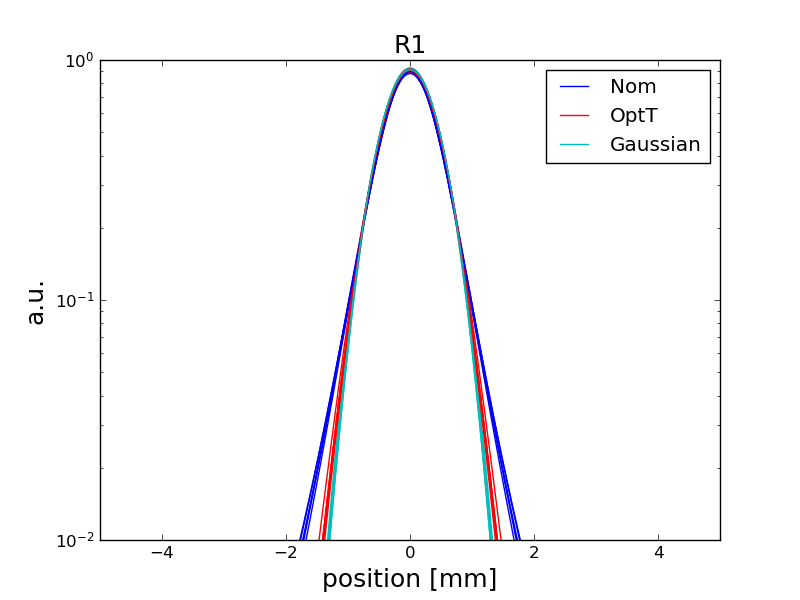 R1
10⁰
Nom
OptT
Gaussian
a.u.
10⁻¹
10⁻²
−4 −2 0 2 4
position [mm]